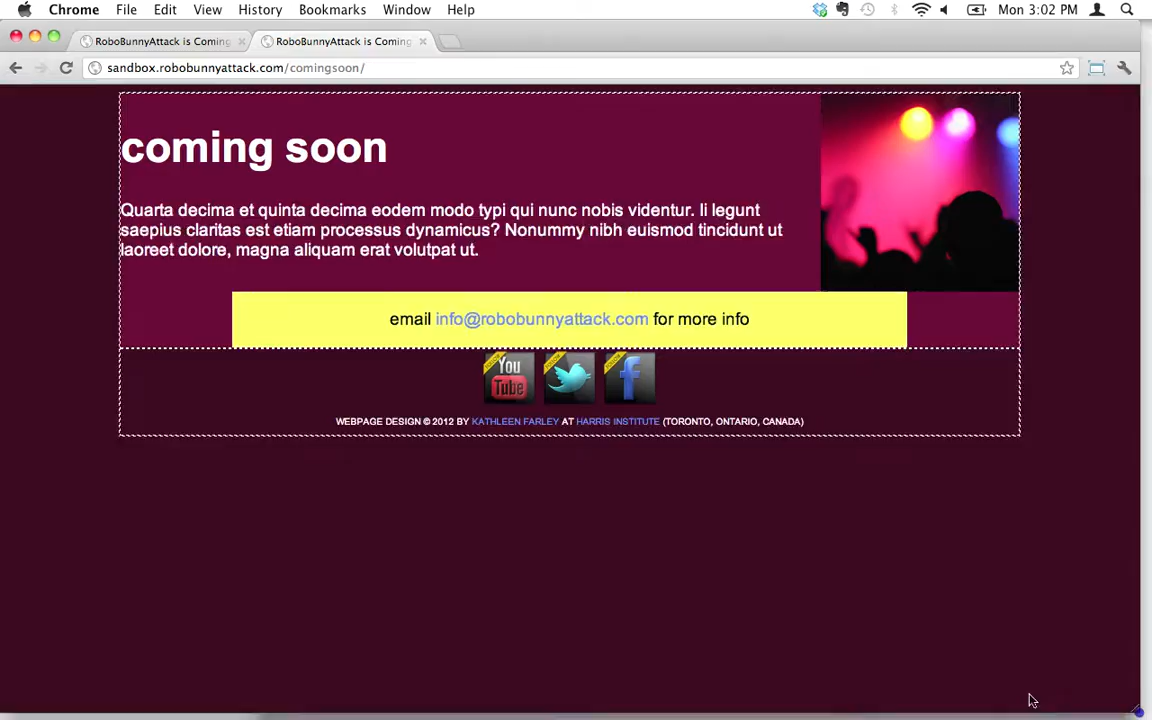 Chrome File Edit View History Bookmarks Window Help Mon 3:02 PM
RoboBunnyAttack is Coming RoboBunnyAttack is Coming
sandbox.robobunnyattack.com/comingsoon/
coming soon
Quarta decima et quinta decima eodem modo typi qui nunc nobis videntur. Ii legunt
saepius claritas est etiam processus dynamicus? Nonummy nibh euismod tincidunt ut
laoreet dolore, magna aliquam erat volutpat ut.
email info@robobunnyattack.com for more info
You Tube
WEBPAGE DESIGN © 2012 BY KATHLEEN FARLEY AT HARRIS INSTITUTE (TORONTO, ONTARIO, CANADA)